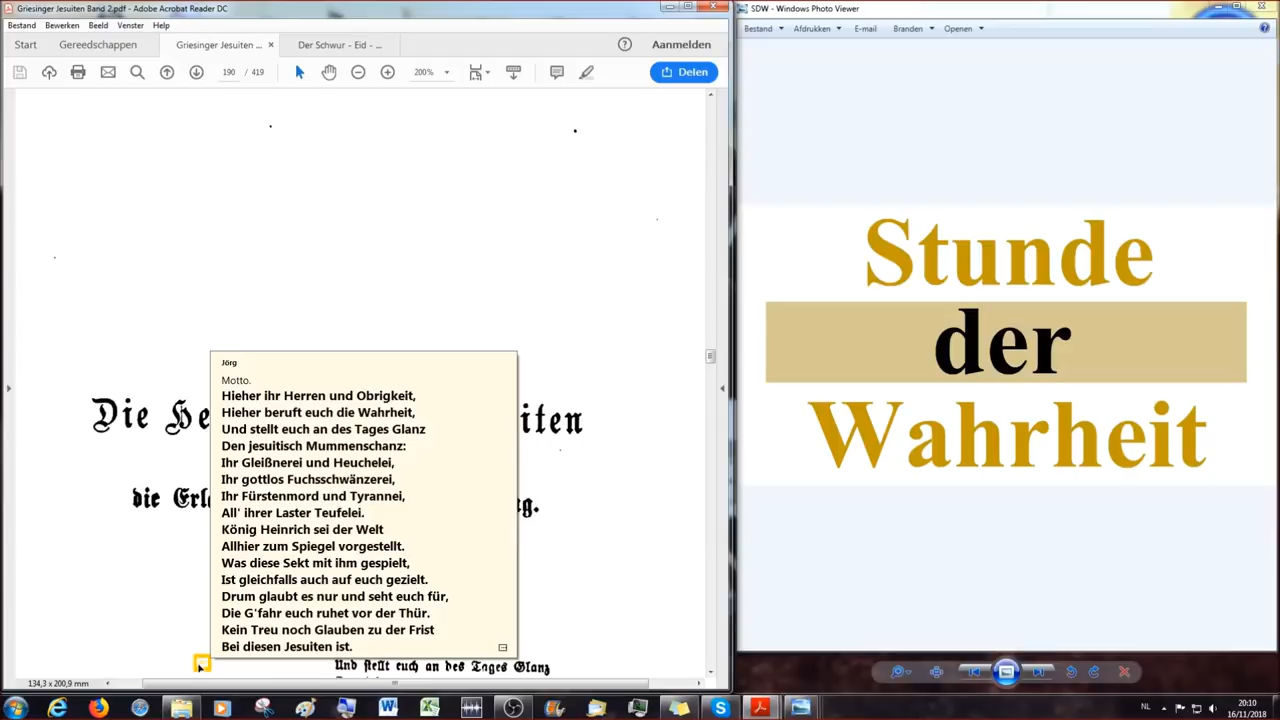 Griesinger Jesuiten Band 2.pdf - Adobe Acrobat Reader DC
Bestand Bewerken Beeld Venster Help
Start Gereedschappen Griesinger Jesuiten ... × Der Schwur - Eid - ... Aanmelden
190 / 419 200% Delen
Jörg
Motto.
Hieher ihr Herren und Obrigkeit,
Hieher beruft euch die Wahrheit,
Und stellt euch an des Tages Glanz
Den jesuitisch Mummenschanz:
Ihr Gleißnerei und Heuchelei,
Ihr gottlos Fuchsschwänzerei,
Ihr Fürstenmord und Tyrannei,
All' ihrer Laster Teufelei.
König Heinrich sei der Welt
Allhier zum Spiegel vorgestellt.
Was diese Sekt mit ihm gespielt,
Ist gleichfalls auch auf euch gezielt.
Drum glaubt es nur und seht euch für,
Die G'fahr euch ruhet vor der Thür.
Kein Treu noch Glauben zu der Frist
Bei diesen Jesuiten ist.
Die He iten
die Erl g.
Und stellt euch an des Tages Glanz
134,3 x 200,9 mm
SDW - Windows Photo Viewer
Bestand Afdrukken E-mail Branden Openen
Stunde
der
Wahrheit
NL 20:10
16/11/2018